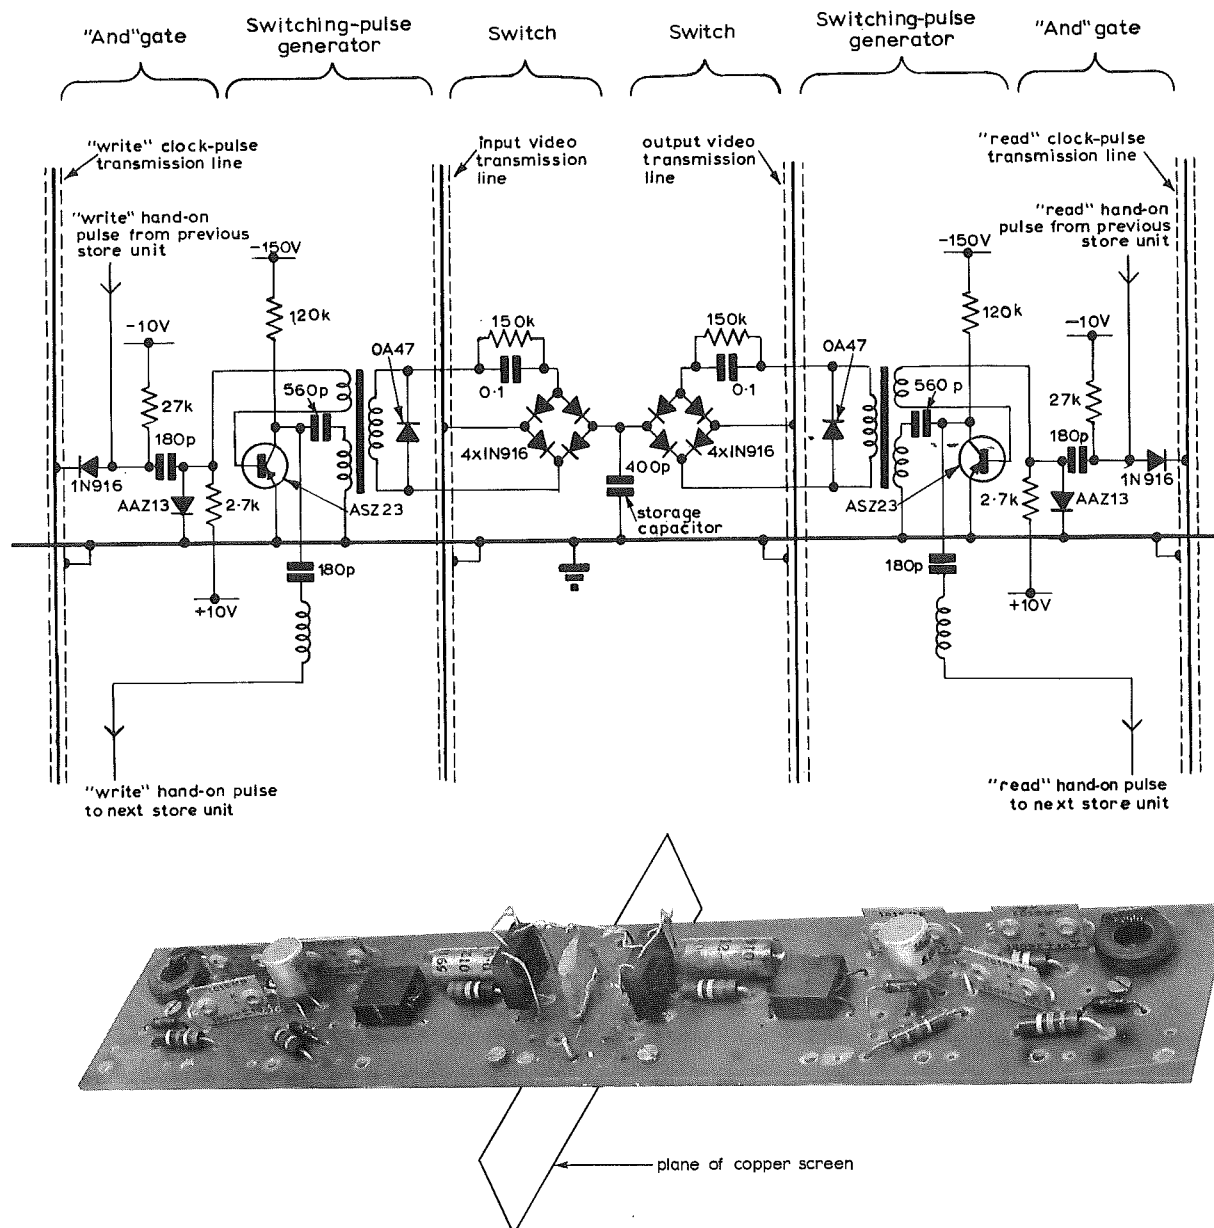 "And" gate
Switching-pulse
generator
Switch
Switch
Switching-pulse
generator
"And" gate
"write" clock-pulse
transmission line
input video
transmission
line
output video
transmission
line
"read" clock-pulse
transmission line
"write" hand-on
pulse from previous
store unit
"read" hand-on
pulse from previous
store unit
-150V
-150V
120k
120k
-10V
-10V
150k
150k
0·1
0·1
OA47
OA47
560p
560p
27k
27k
180p
180p
4xIN916
4xIN916
400p
storage
capacitor
1N916
1N916
AAZ13
AAZ13
2·7k
2·7k
ASZ23
ASZ23
180p
180p
+10V
+10V
"write" hand-on pulse
to next store unit
"read" hand-on pulse
to next store unit
plane of copper screen